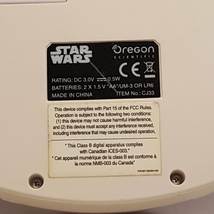 STAR
WARS
Oregon
SCIENTIFIC
RATING: DC 3.0V 0.5W
BATTERIES: 2 X 1.5 V "AA" UM-3 OR LR6
ITEM NO.: CJ33
This device complies with Part 15 of the FCC Rules.
Operation is subject to the following two conditions:
(1) this device may not cause harmful interference,
and (2) this device must accept any interference received,
including interference that may cause undesired operation.
"This Class B digital apparatus complies
with Canadian ICES-003."
"Cet appareil numérique de la class B est conforme à la
norme NMB-003 du Canada"